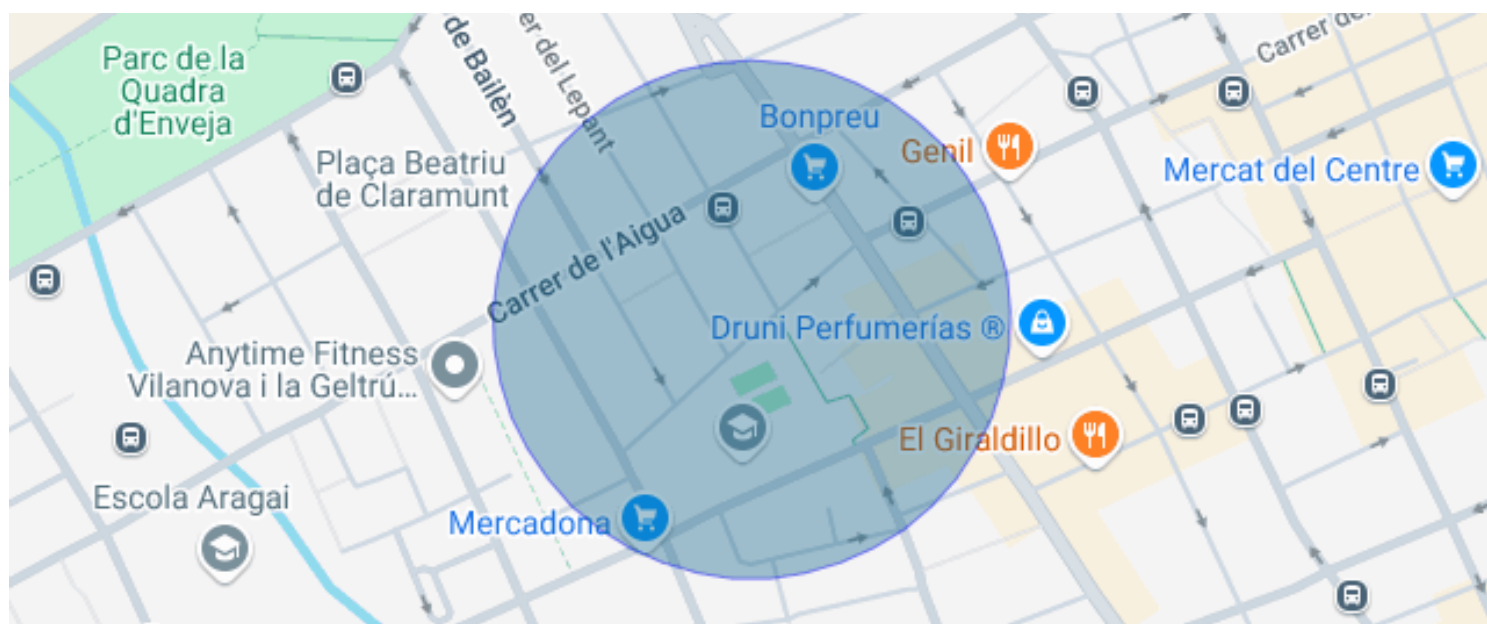 Parc de la
Quadra
d'Enveja
de Bailèn
er del Lepant
Carrer de
Bonpreu
Genil
Mercat del Centre
Plaça Beatriu
de Claramunt
Carrer de l'Aigua
Druni Perfumerías ®
Anytime Fitness
Vilanova i la Geltrú...
El Giraldillo
Escola Aragai
Mercadona